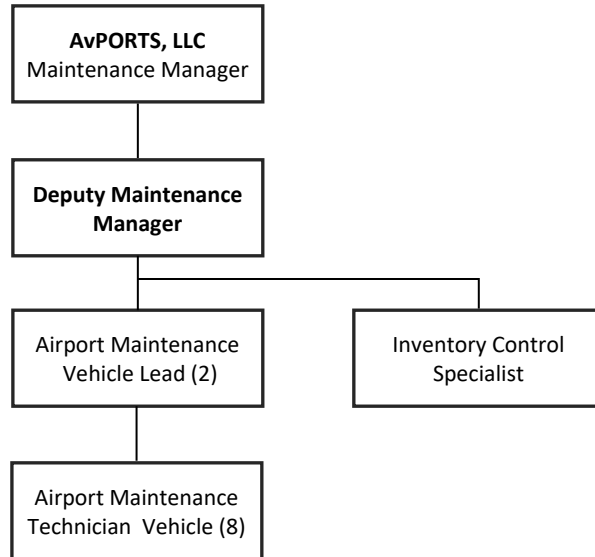 AvPORTS, LLC
Maintenance Manager
Deputy Maintenance
Manager
Airport Maintenance
Vehicle Lead (2)
Inventory Control
Specialist
Airport Maintenance
Technician  Vehicle (8)